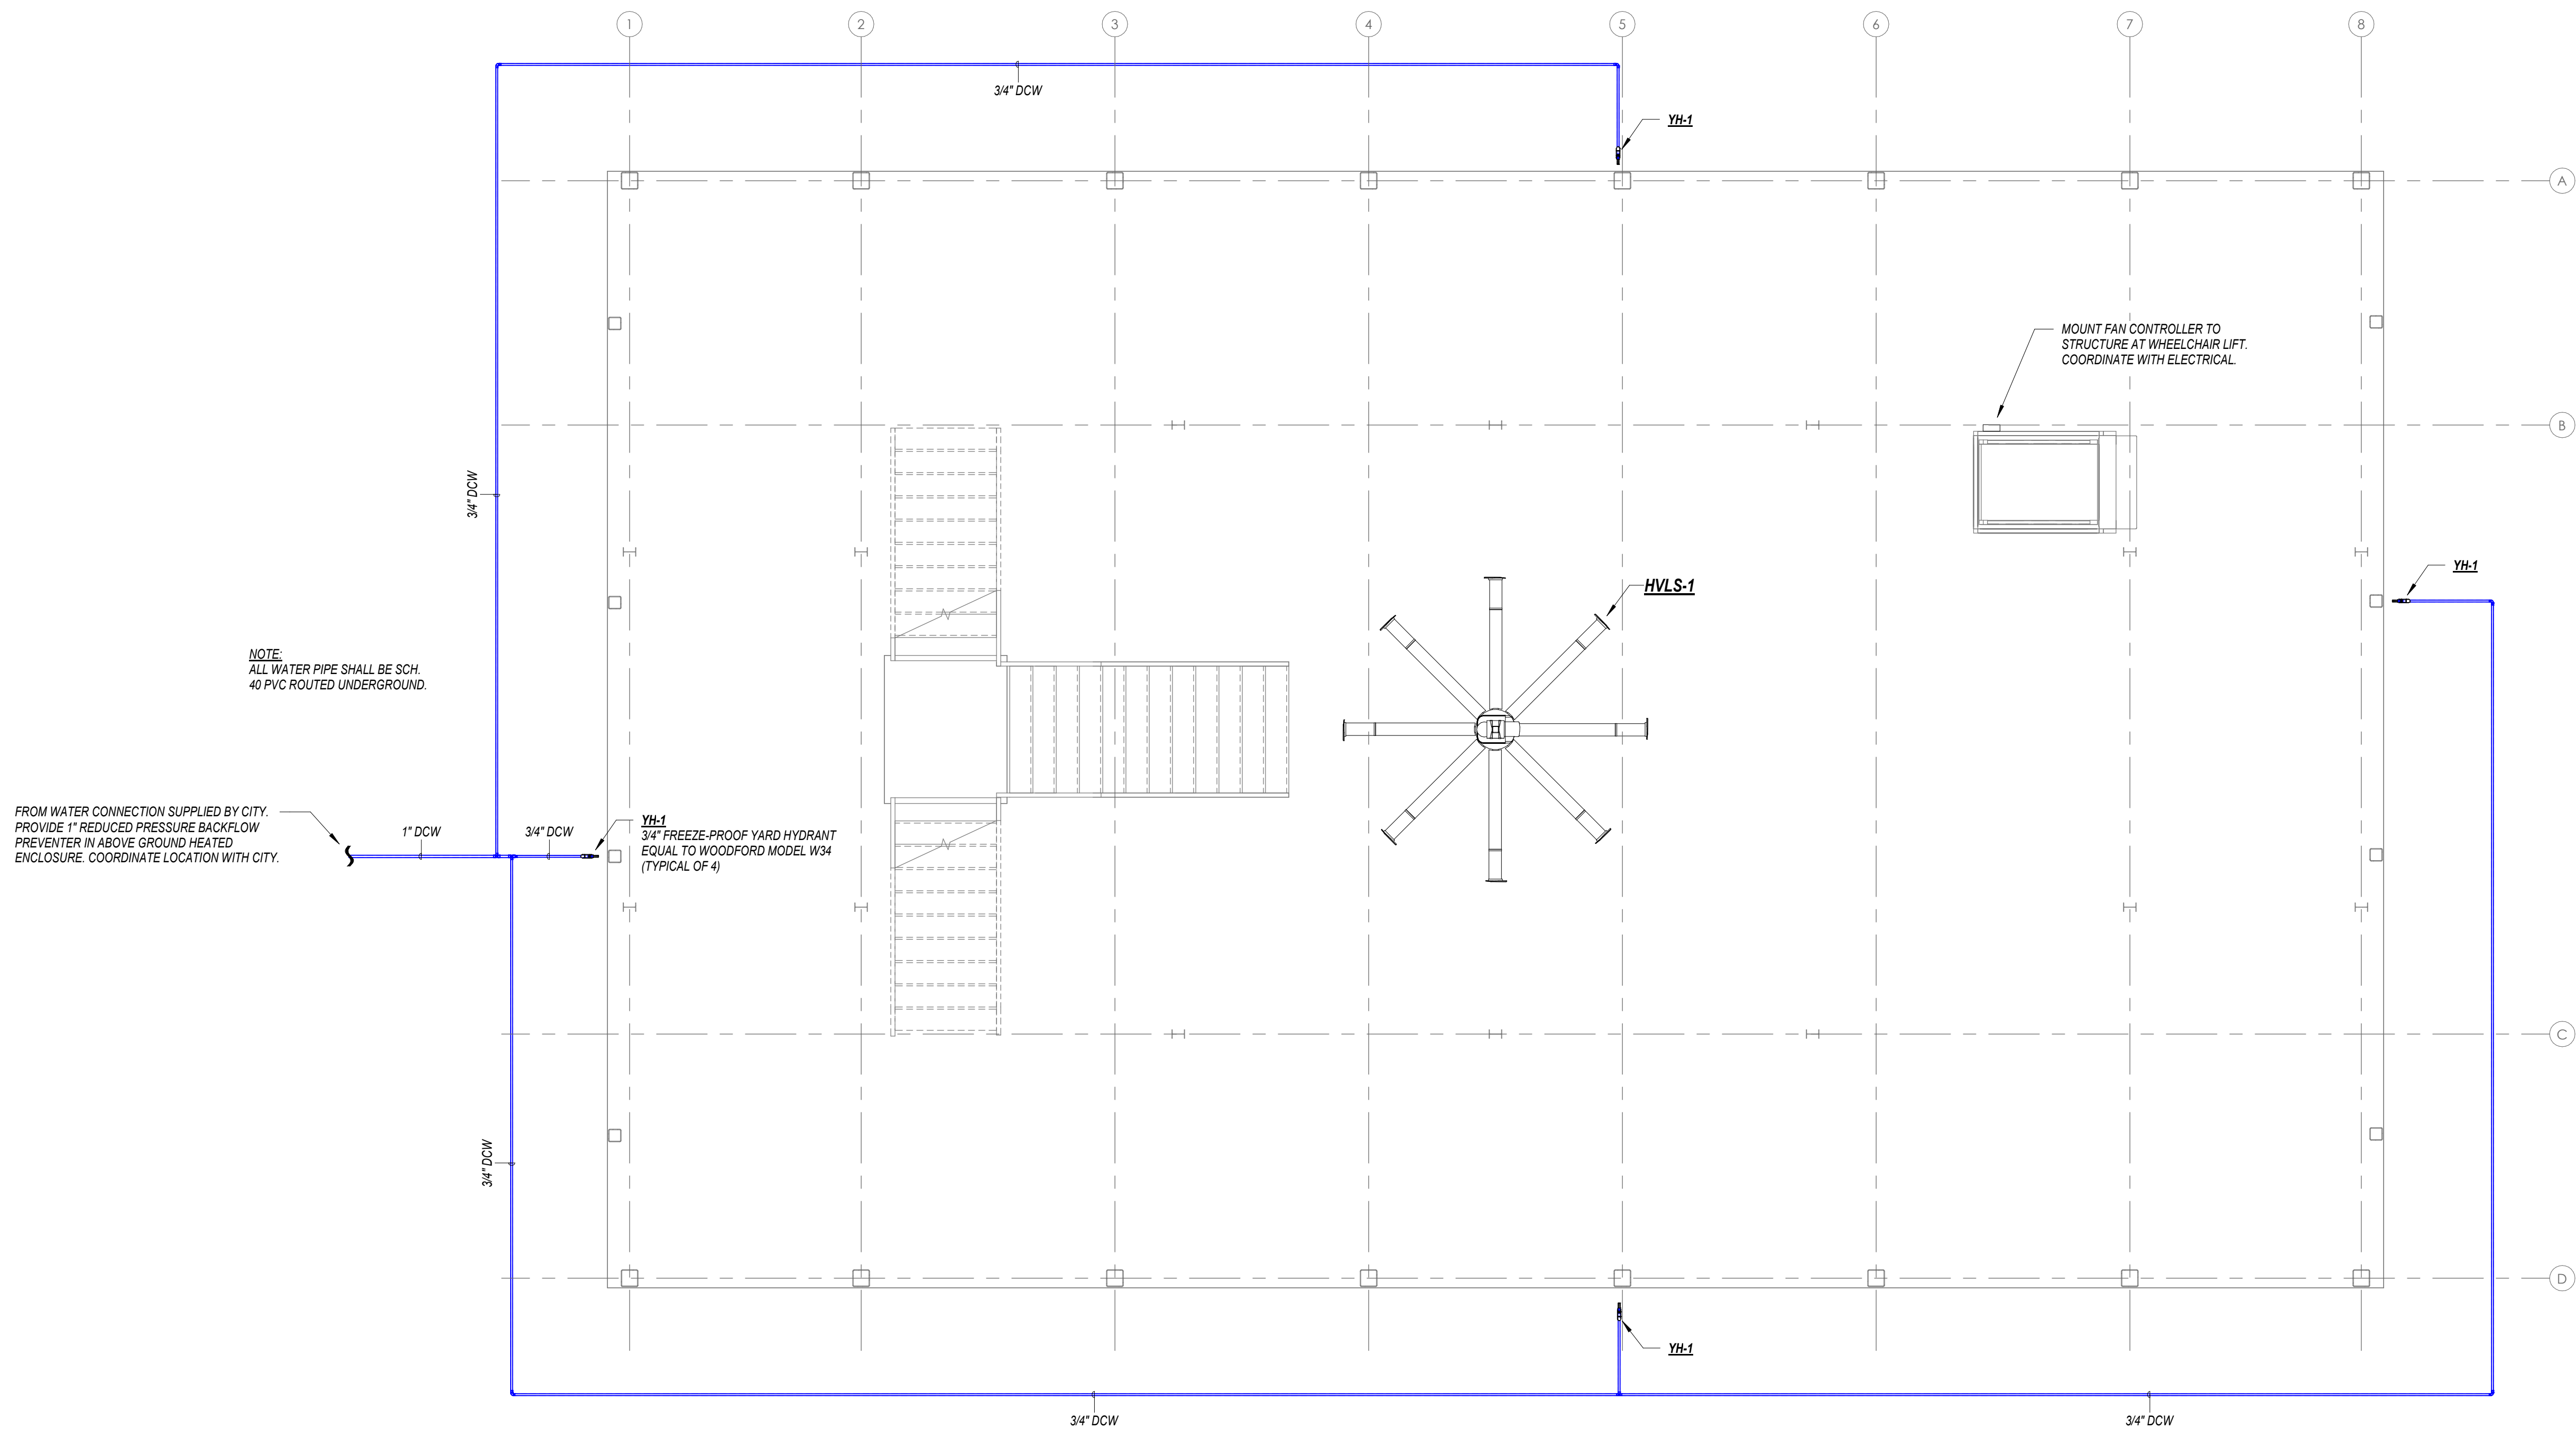 1
2
3
4
5
6
7
8
3/4" DCW
YH-1
A
MOUNT FAN CONTROLLER TO
STRUCTURE AT WHEELCHAIR LIFT.
COORDINATE WITH ELECTRICAL.
B
3/4" DCW
YH-1
HVLS-1
NOTE:
ALL WATER PIPE SHALL BE SCH.
40 PVC ROUTED UNDERGROUND.
FROM WATER CONNECTION SUPPLIED BY CITY.
PROVIDE 1" REDUCED PRESSURE BACKFLOW
PREVENTER IN ABOVE GROUND HEATED
ENCLOSURE. COORDINATE LOCATION WITH CITY.
1" DCW
3/4" DCW
YH-1
3/4" FREEZE-PROOF YARD HYDRANT
EQUAL TO WOODFORD MODEL W34
(TYPICAL OF 4)
C
3/4" DCW
D
YH-1
3/4" DCW
3/4" DCW